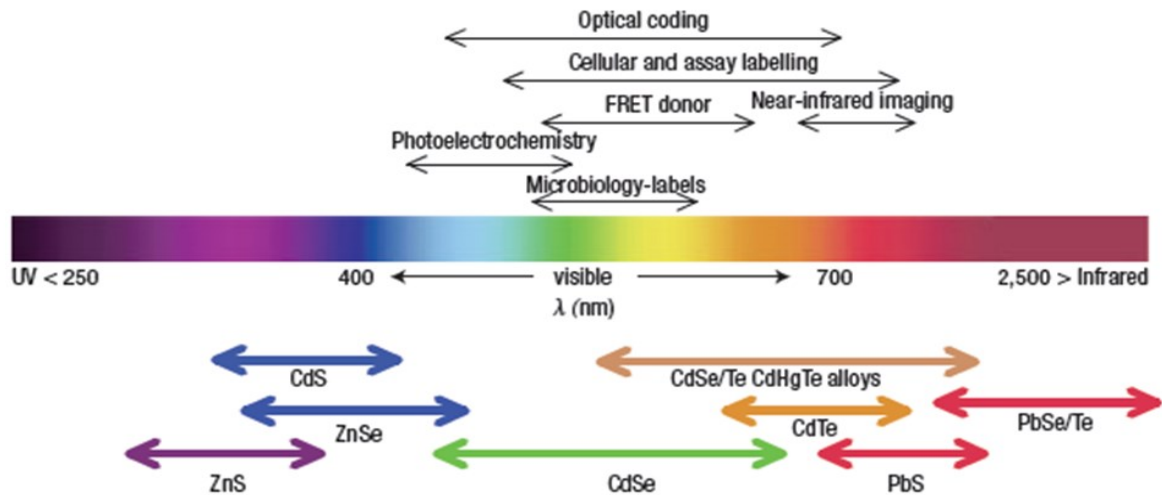 Optical coding
Cellular and assay labelling
FRET donor
Near-infrared imaging
Photoelectrochemistry
Microbiology-labels
UV < 250
400
visible
700
2,500 > Infrared
λ (nm)
CdS
CdSe/Te CdHgTe alloys
ZnSe
CdTe
PbSe/Te
ZnS
CdSe
PbS